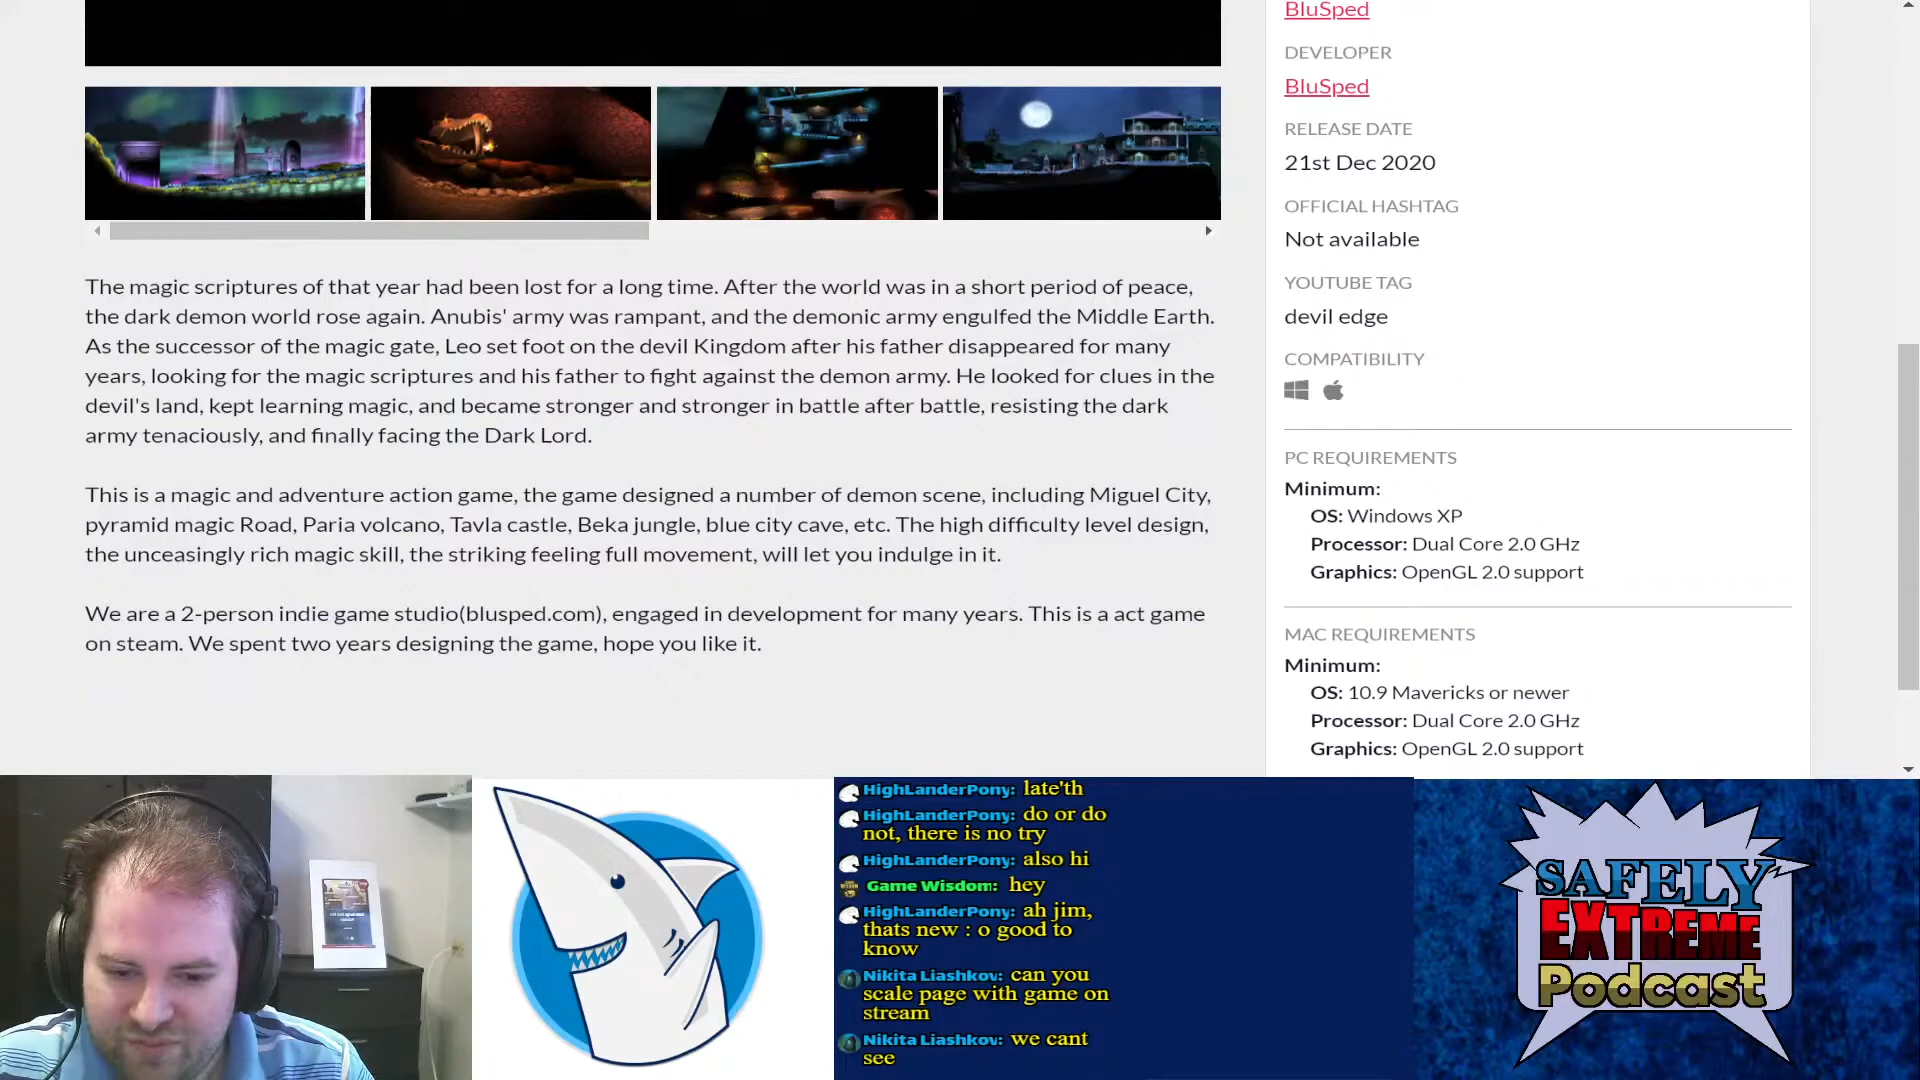 BluSped
DEVELOPER
BluSped
RELEASE DATE
21st Dec 2020
OFFICIAL HASHTAG
Not available
YOUTUBE TAG
devil edge
COMPATIBILITY
PC REQUIREMENTS
Minimum:
OS: Windows XP
Processor: Dual Core 2.0 GHz
Graphics: OpenGL 2.0 support
MAC REQUIREMENTS
Minimum:
OS: 10.9 Mavericks or newer
Processor: Dual Core 2.0 GHz
Graphics: OpenGL 2.0 support
The magic scriptures of that year had been lost for a long time. After the world was in a short period of peace,
the dark demon world rose again. Anubis' army was rampant, and the demonic army engulfed the Middle Earth.
As the successor of the magic gate, Leo set foot on the devil Kingdom after his father disappeared for many
years, looking for the magic scriptures and his father to fight against the demon army. He looked for clues in the
devil's land, kept learning magic, and became stronger and stronger in battle after battle, resisting the dark
army tenaciously, and finally facing the Dark Lord.
This is a magic and adventure action game, the game designed a number of demon scene, including Miguel City,
pyramid magic Road, Paria volcano, Tavla castle, Beka jungle, blue city cave, etc. The high difficulty level design,
the unceasingly rich magic skill, the striking feeling full movement, will let you indulge in it.
We are a 2-person indie game studio(blusped.com), engaged in development for many years. This is a act game
on steam. We spent two years designing the game, hope you like it.
HighLanderPony: late'th
HighLanderPony: do or do
not, there is no try
HighLanderPony: also hi
Game Wisdom: hey
HighLanderPony: ah jim,
thats new : o good to
know
Nikita Liashkov: can you
scale page with game on
stream
Nikita Liashkov: we cant
see
SAFELY
EXTREME
Podcast